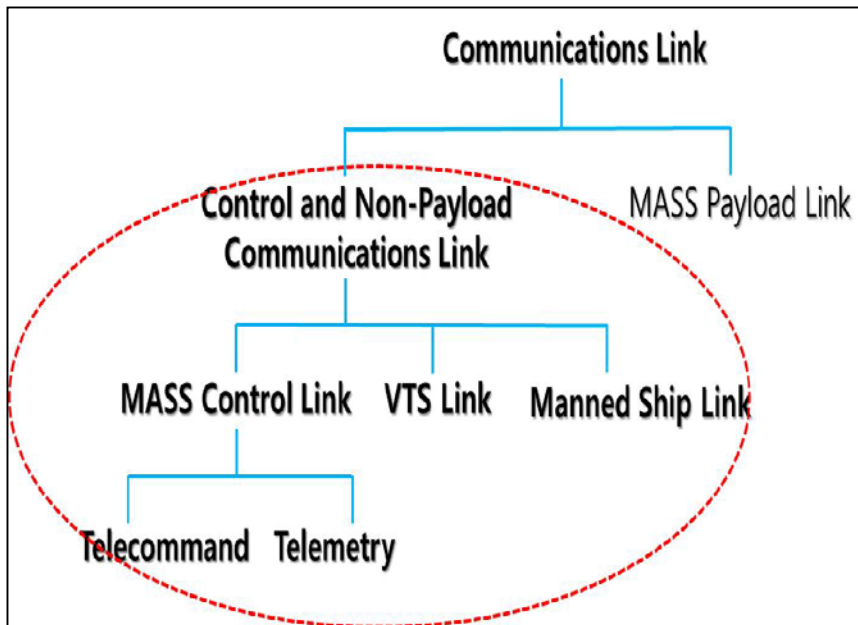 Communications Link
Control and Non-Payload
Communications Link
MASS Payload Link
MASS Control Link
VTS Link
Manned Ship Link
Telecommand
Telemetry